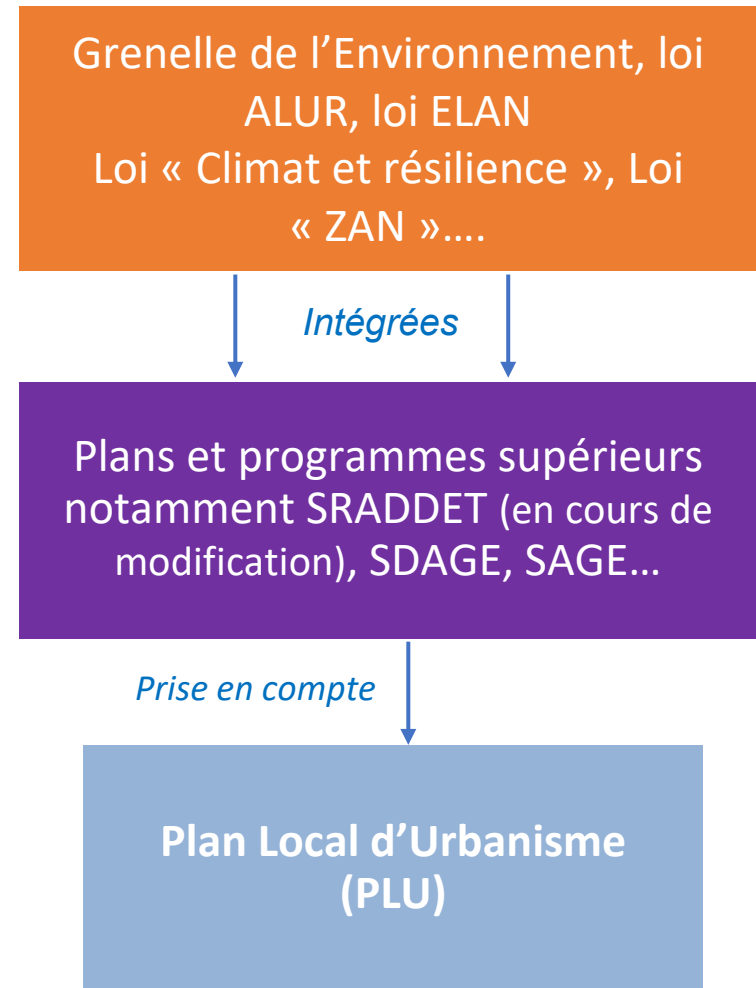 Grenelle de l’Environnement, loi
ALUR, loi ELAN
Loi « Climat et résilience », Loi
« ZAN »….
Intégrées
Plans et programmes supérieurs
notamment SRADDET (en cours de
modification), SDAGE, SAGE…
Prise en compte
Plan Local d’Urbanisme
(PLU)